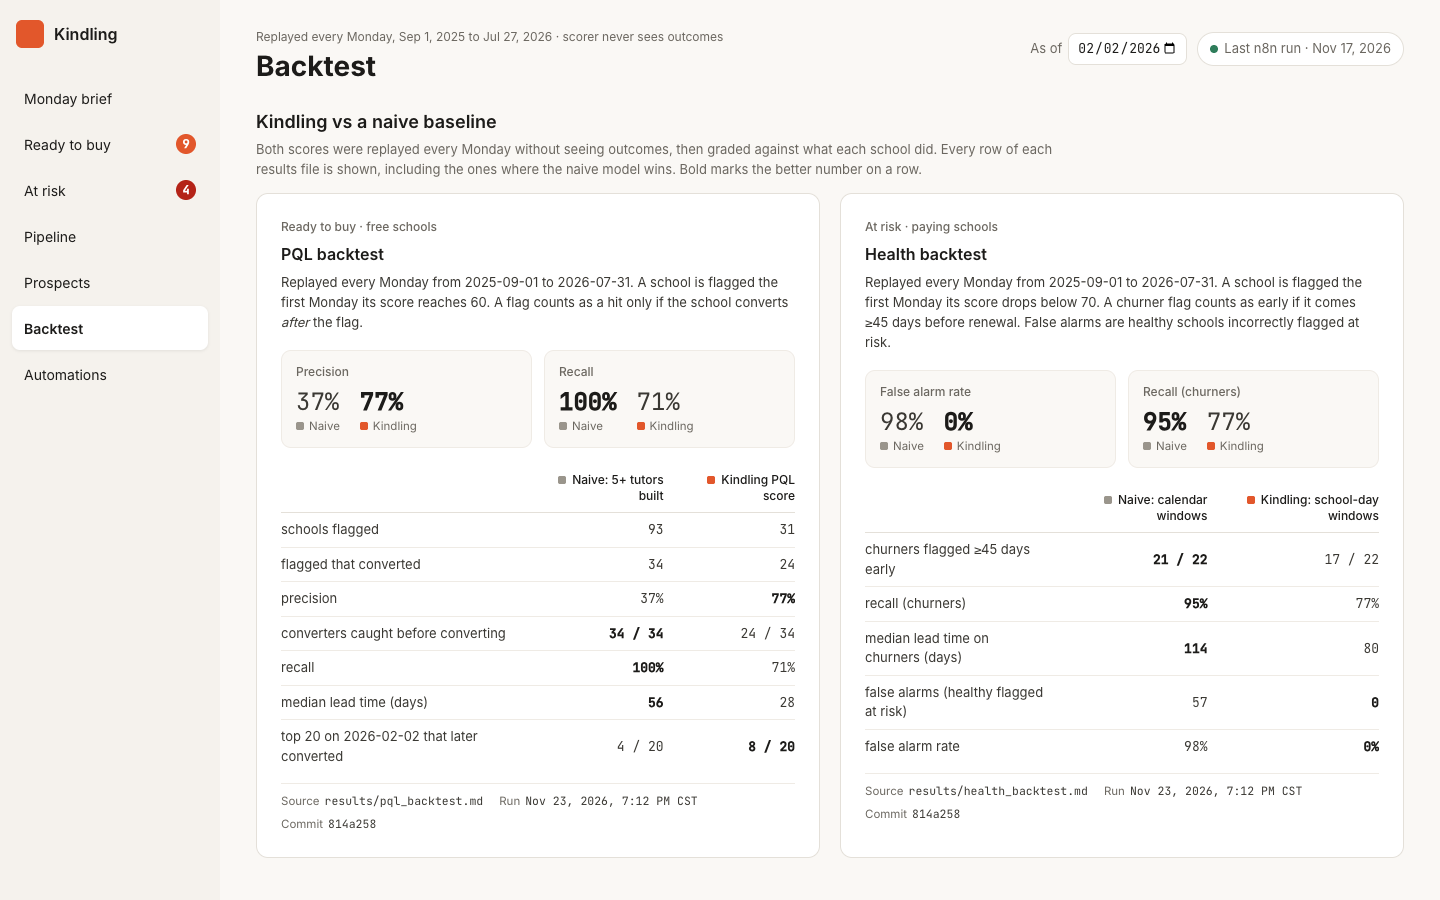 Kindling
Monday brief
Ready to buy 9
At risk 4
Pipeline
Prospects
Backtest
Automations
Replayed every Monday, Sep 1, 2025 to Jul 27, 2026 · scorer never sees outcomes
Backtest
As of 02/02/2026
Last n8n run · Nov 17, 2026
Kindling vs a naive baseline
Both scores were replayed every Monday without seeing outcomes, then graded against what each school did. Every row of each
results file is shown, including the ones where the naive model wins. Bold marks the better number on a row.
Ready to buy · free schools
PQL backtest
Replayed every Monday from 2025-09-01 to 2026-07-31. A school is flagged the
first Monday its score reaches 60. A flag counts as a hit only if the school converts
after the flag.
Precision
37% 77%
Naive Kindling
Recall
100% 71%
Naive Kindling
Naive: 5+ tutors
built
Kindling PQL
score
schools flagged 93 31
flagged that converted 34 24
precision 37% 77%
converters caught before converting 34 / 34 24 / 34
recall 100% 71%
median lead time (days) 56 28
top 20 on 2026-02-02 that later
converted
4 / 20 8 / 20
Source results/pql_backtest.md Run Nov 23, 2026, 7:12 PM CST
Commit 814a258
At risk · paying schools
Health backtest
Replayed every Monday from 2025-09-01 to 2026-07-31. A school is flagged the
first Monday its score drops below 70. A churner flag counts as early if it comes
≥45 days before renewal. False alarms are healthy schools incorrectly flagged at
risk.
False alarm rate
98% 0%
Naive Kindling
Recall (churners)
95% 77%
Naive Kindling
Naive: calendar
windows
Kindling: school-day
windows
churners flagged ≥45 days
early
21 / 22 17 / 22
recall (churners) 95% 77%
median lead time on
churners (days)
114 80
false alarms (healthy flagged
at risk)
57 0
false alarm rate 98% 0%
Source results/health_backtest.md Run Nov 23, 2026, 7:12 PM CST
Commit 814a258